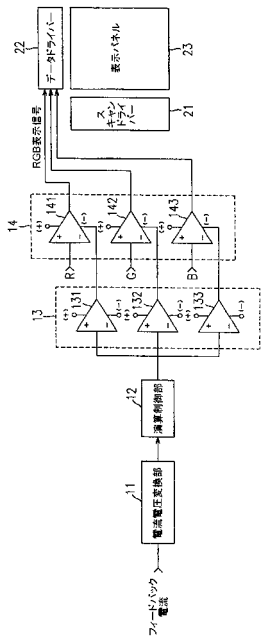 フィードバック
電流
11
電流電圧変換部
12
演算制御部
13
(+)
131
+
-
(-)
(+)
132
+
-
(-)
(+)
133
+
-
(-)
14
R
(+)
141
+
-
(-)
G
(+)
142
+
-
(-)
B
(+)
143
+
-
(-)
RGB表示信号
22
データドライバー
スキャン
ドライ
バー
21
表示パネル
23